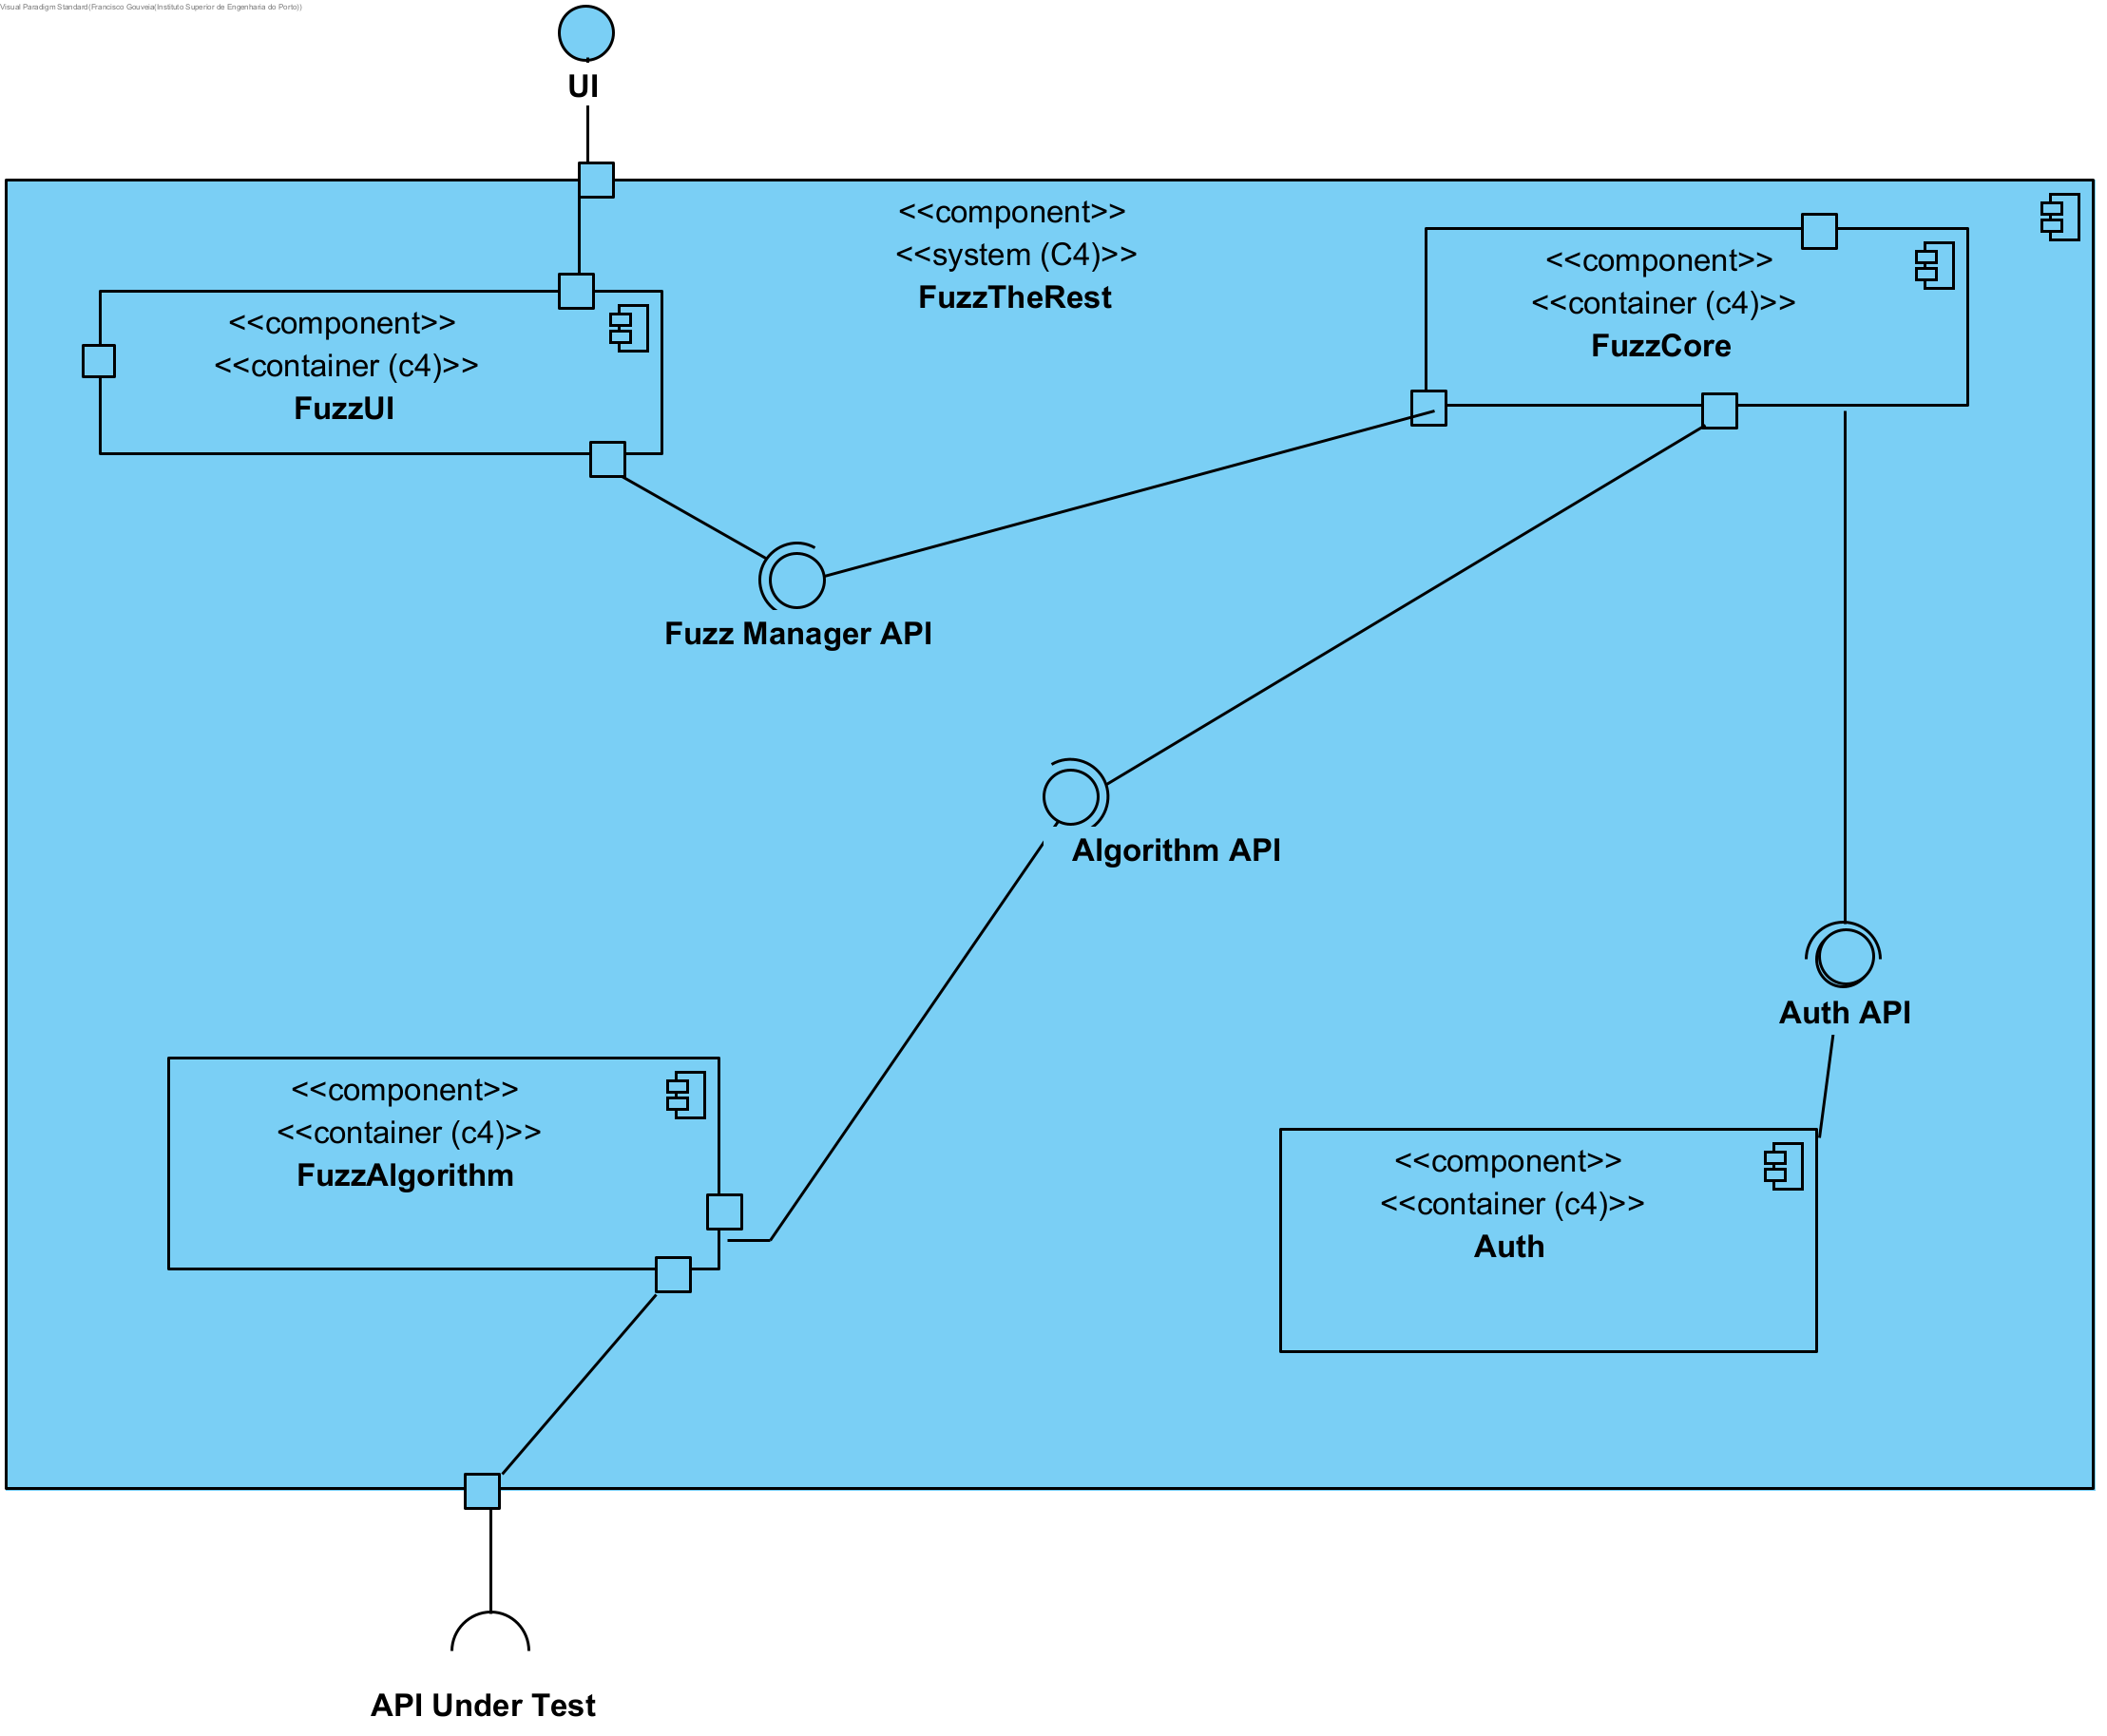 Visual Paradigm Standard(Francisco Gouveia(Instituto Superior de Engenharia do Porto))
UI
<<component>>
<<system (C4)>>
FuzzTheRest
<<component>>
<<container (c4)>>
FuzzCore
<<component>>
<<container (c4)>>
FuzzUI
Fuzz Manager API
Algorithm API
Auth API
<<component>>
<<container (c4)>>
FuzzAlgorithm
<<component>>
<<container (c4)>>
Auth
API Under Test